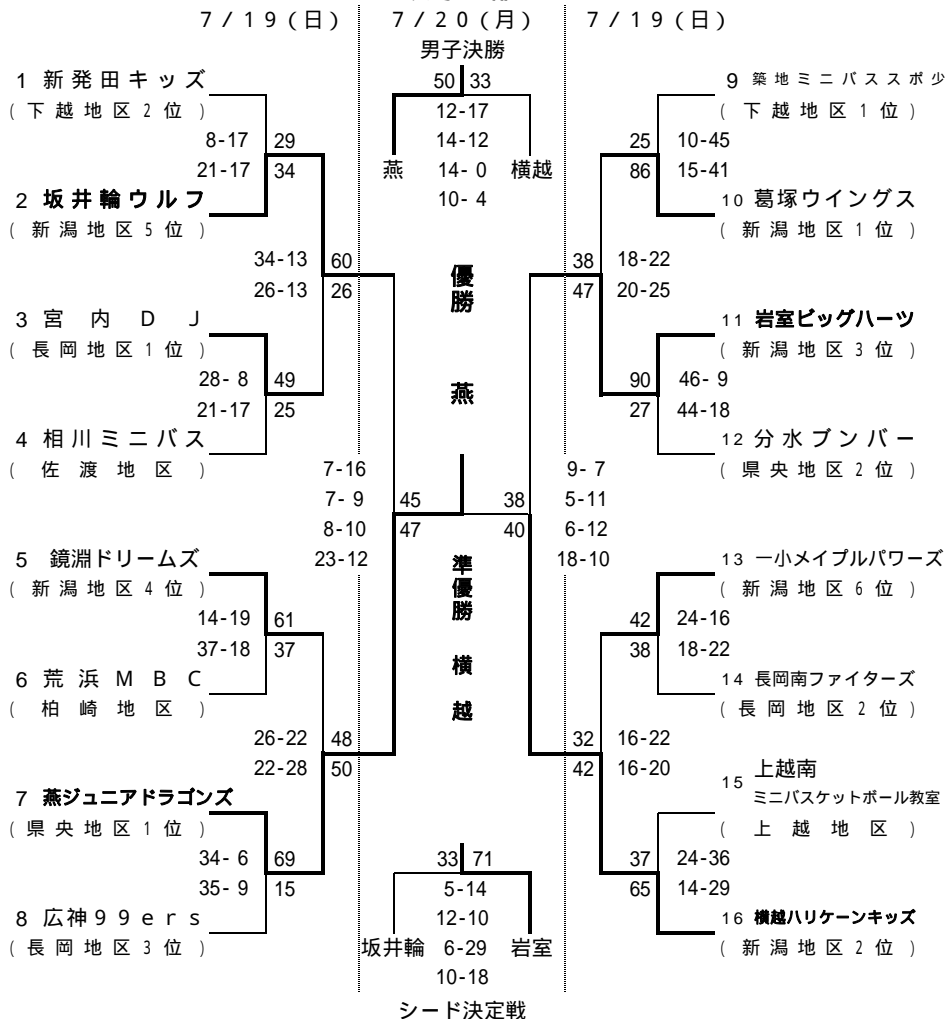 7/19(日) 7/20(月) 7/19(日)
男子決勝
50 33
12-17
14-12
燕 14- 0 横越
10- 4
優勝 燕
準優勝 横越
1 新発田キッズ
(下越地区2位)
8-17 29
21-17 34
2 坂井輪ウルフ
(新潟地区5位)
34-13 60
26-13 26
3 宮内DJ
(長岡地区1位)
28- 8 49
21-17 25
4 相川ミニバス
(佐渡地区)
7-16
7- 9 45
8-10 47
23-12
5 鏡淵ドリームズ
(新潟地区4位)
14-19 61
37-18 37
6 荒浜MBC
(柏崎地区)
26-22 48
22-28 50
7 燕ジュニアドラゴンズ
(県央地区1位)
34- 6 69
35- 9 15
8 広神99ers
(長岡地区3位)
9 築地ミニバススポ少
(下越地区1位)
25 10-45
86 15-41
10 葛塚ウイングス
(新潟地区1位)
38 18-22
47 20-25
11 岩室ビッグハーツ
(新潟地区3位)
90 46- 9
27 44-18
12 分水ブンバー
(県央地区2位)
9- 7
38 5-11
40 6-12
18-10
13 一小メイプルパワーズ
(新潟地区6位)
42 24-16
38 18-22
14 長岡南ファイターズ
(長岡地区2位)
32 16-22
42 16-20
15 上越南
ミニバスケットボール教室
(上越地区)
37 24-36
65 14-29
16 横越ハリケーンキッズ
(新潟地区2位)
33 71
5-14
12-10
坂井輪 6-29 岩室
10-18
シード決定戦